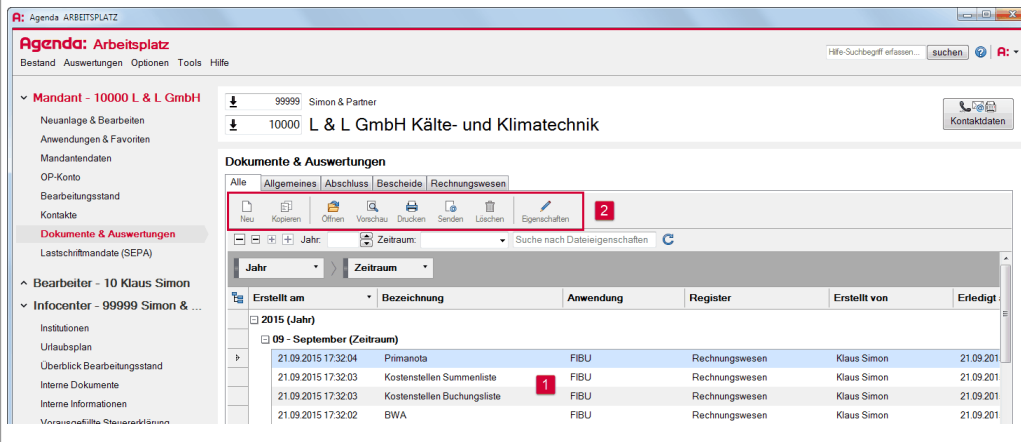 A: Agenda ARBEITSPLATZ
Agenda: Arbeitsplatz
Bestand Auswertungen Optionen Tools Hilfe
Hilfe-Suchbegriff erfassen... suchen ? A:
Mandant - 10000 L & L GmbH
Neuanlage & Bearbeiten
Anwendungen & Favoriten
Mandantendaten
OP-Konto
Bearbeitungsstand
Kontakte
Dokumente & Auswertungen
Lastschriftmandate (SEPA)
Bearbeiter - 10 Klaus Simon
Infocenter - 99999 Simon & ...
Institutionen
Urlaubsplan
Überblick Bearbeitungsstand
Interne Dokumente
Interne Informationen
Vorausgefüllte Steuererklärung
99999 Simon & Partner
10000 L & L GmbH Kälte- und Klimatechnik
Kontaktdaten
Dokumente & Auswertungen
Alle Allgemeines Abschluss Bescheide Rechnungswesen
Neu Kopieren Öffnen Vorschau Drucken Senden Löschen Eigenschaften 2
Jahr: Zeitraum: Suche nach Dateieigenschaften
Jahr Zeitraum
Erstellt am Bezeichnung Anwendung Register Erstellt von Erledigt
2015 (Jahr)
09 - September (Zeitraum)
21.09.2015 17:32:04 Primanota FIBU Rechnungswesen Klaus Simon 21.09.201
21.09.2015 17:32:03 Kostenstellen Summenliste FIBU Rechnungswesen Klaus Simon 21.09.201
1
21.09.2015 17:32:03 Kostenstellen Buchungsliste FIBU Rechnungswesen Klaus Simon 21.09.201
21.09.2015 17:32:02 BWA FIBU Rechnungswesen Klaus Simon 21.09.201